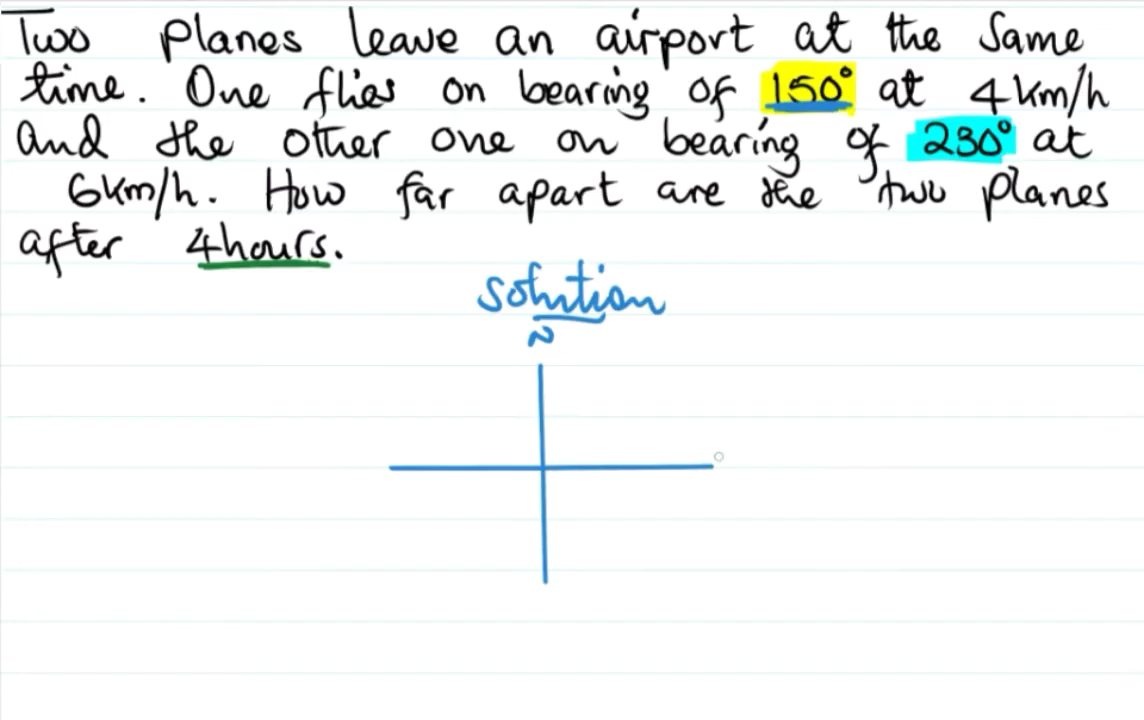 Two planes leave an airport at the same
time. One flies on bearing of 150° at 4km/h
and the other one on bearing of 230° at
6km/h. How far apart are the two planes
after 4hours.
solution
N